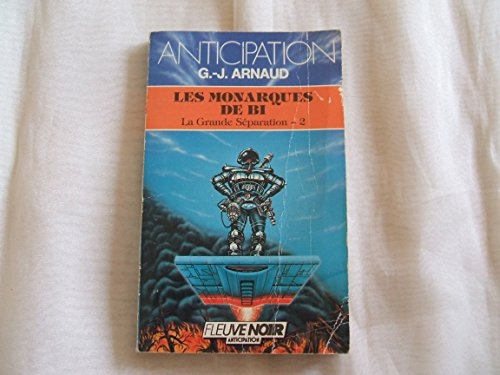 ANTICIPATION
G.-J. ARNAUD
LES MONARQUES
DE BI
La Grande Séparation - 2
FLEUVE NOIR
ANTICIPATION